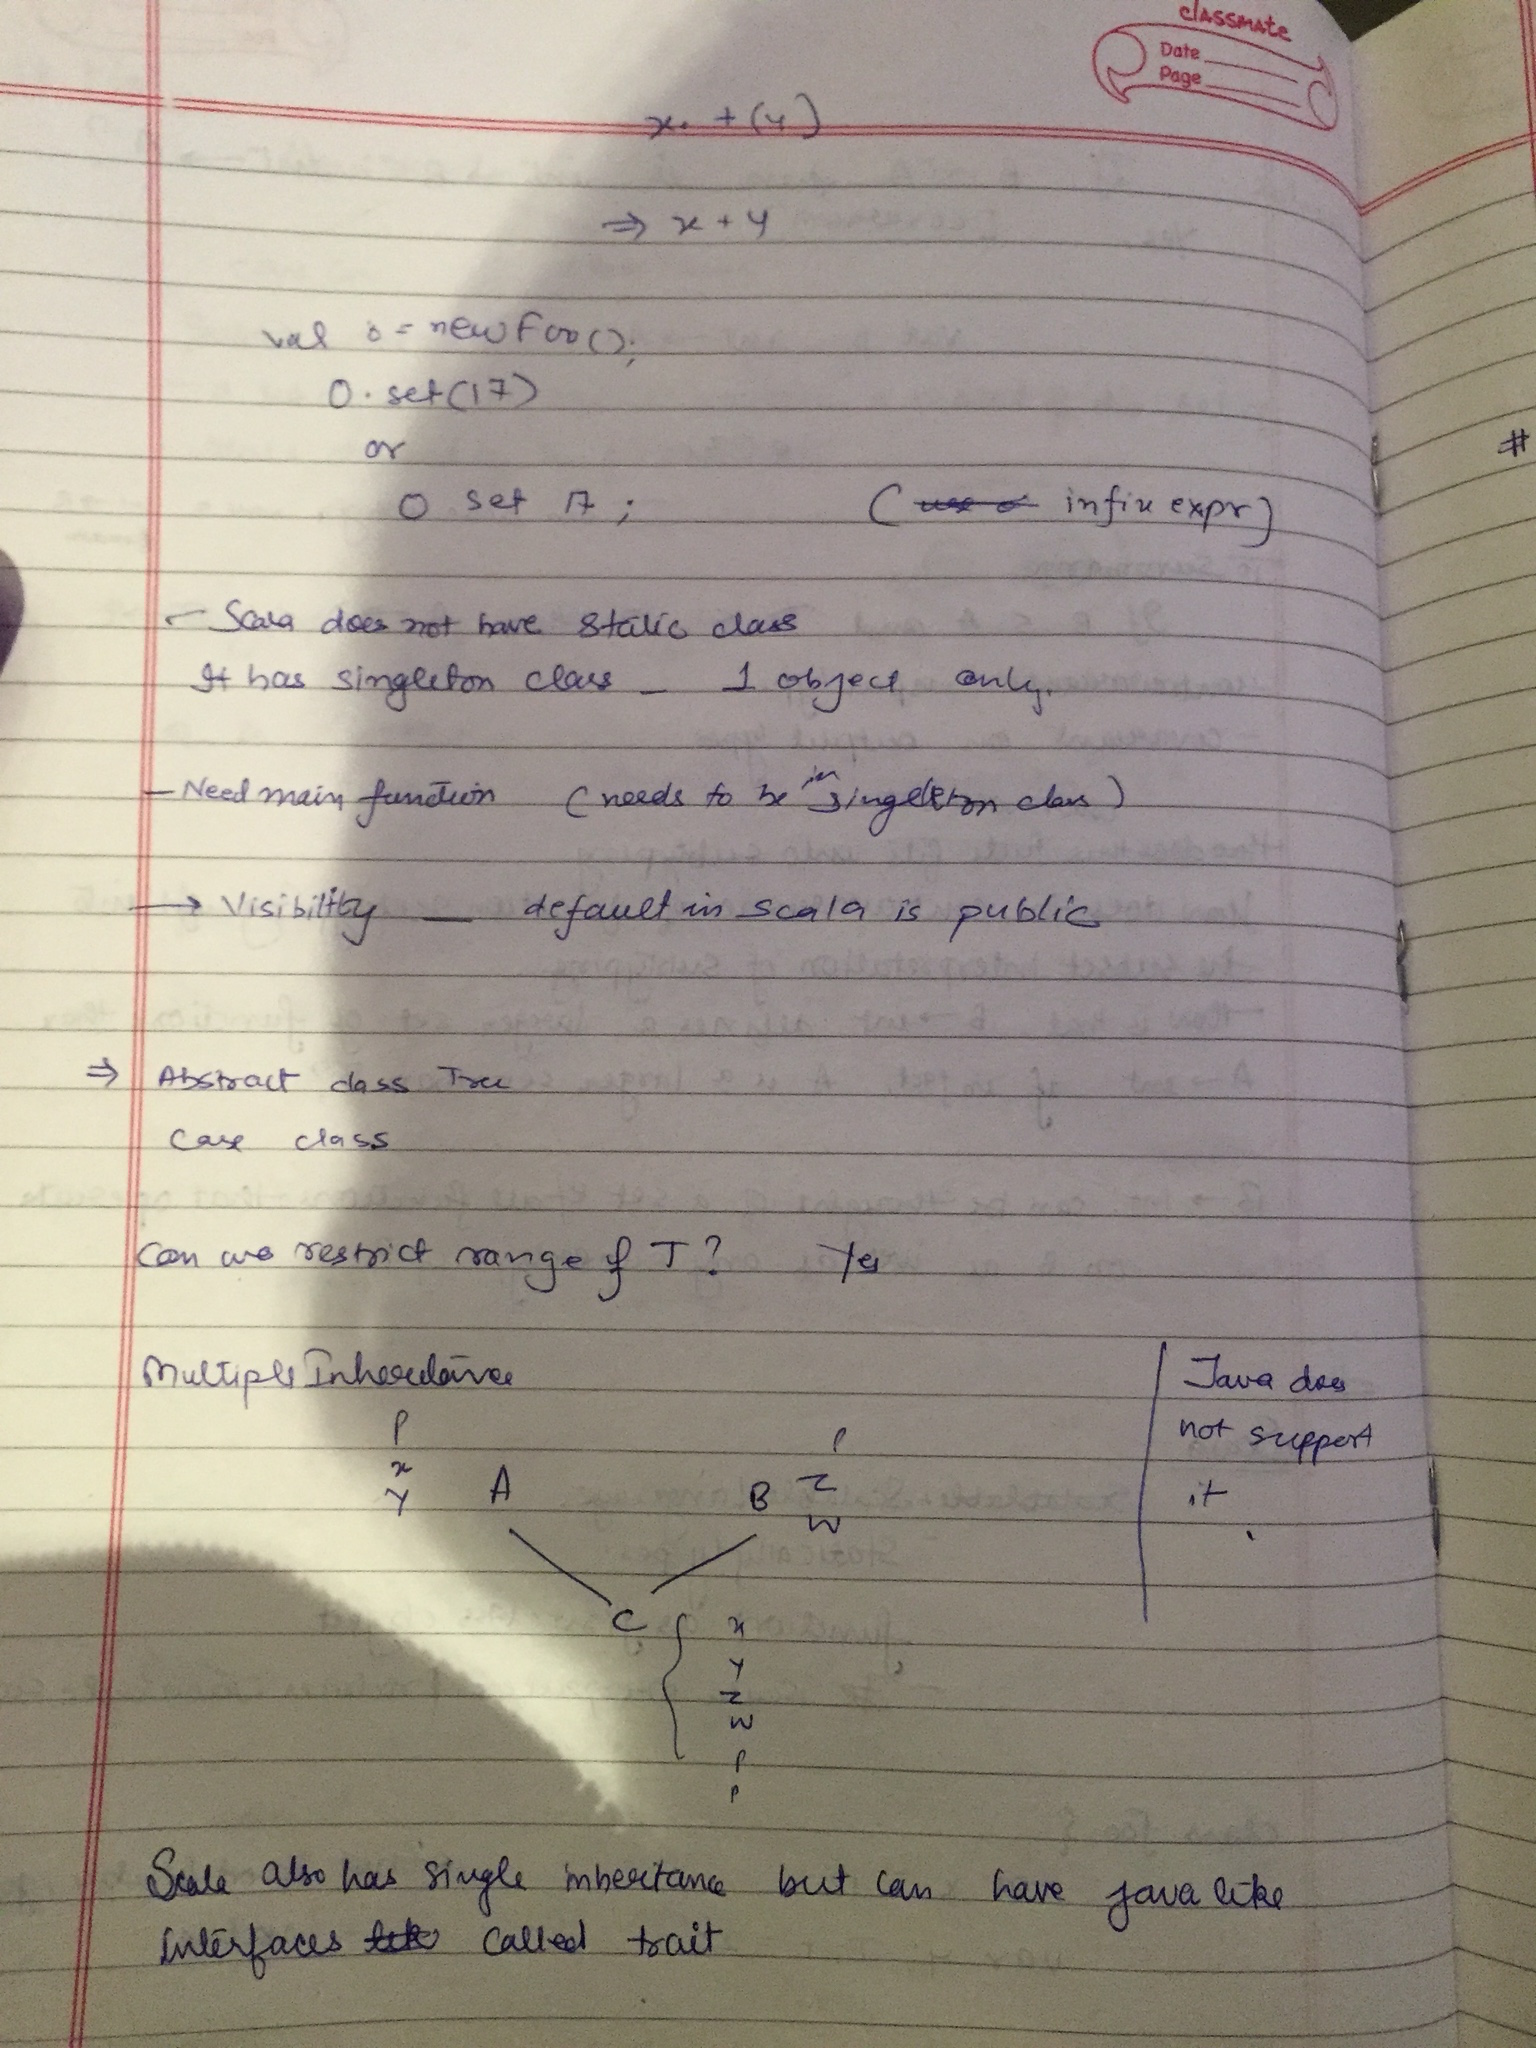 classmate
Date
Page
x. + (4)
⇒ x + 4
val o = new Foo();
O. set(17)
or
O set 17 ; ( infix expr)
- Scala does not have static class
It has singleton class - 1 object only.
- Need main function (needs to be in singleton class)
→ Visibility - default in scala is public
⇒ Abstract class Tree
Case class
Can we restrict range of T? Yes
Multiple Inheritance
Java does
not support
it.
P
x
Y
A
B
P
Z
W
C {
x
Y
Z
W
P
P
Scala also has single inheritance but can have java like
interfaces called trait
#